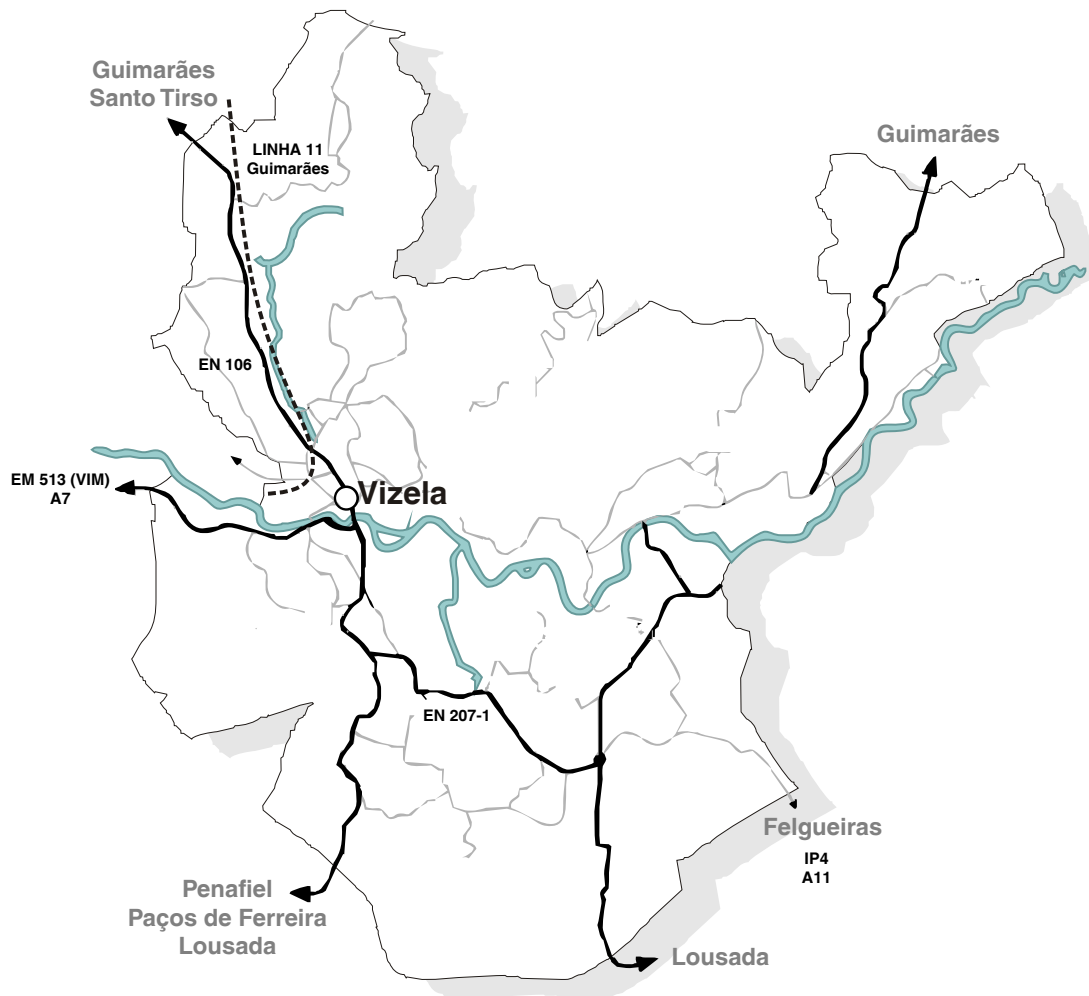 Guimarães
Santo Tirso
LINHA 11
Guimarães
Guimarães
EN 106
EM 513 (VIM)
A7
Vizela
EN 207-1
Felgueiras
IP4
A11
Penafiel
Paços de Ferreira
Lousada
Lousada